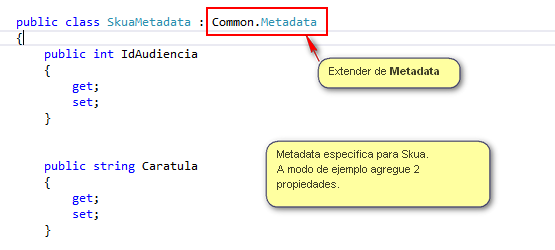 public class SkuaMetadata : Common.Metadata
{
public int IdAudiencia
{
get;
set;
}
Extender de Metadata
Metadata especifica para Skua.
A modo de ejemplo agregue 2
propiedades.
public string Caratula
{
get;
set;
}